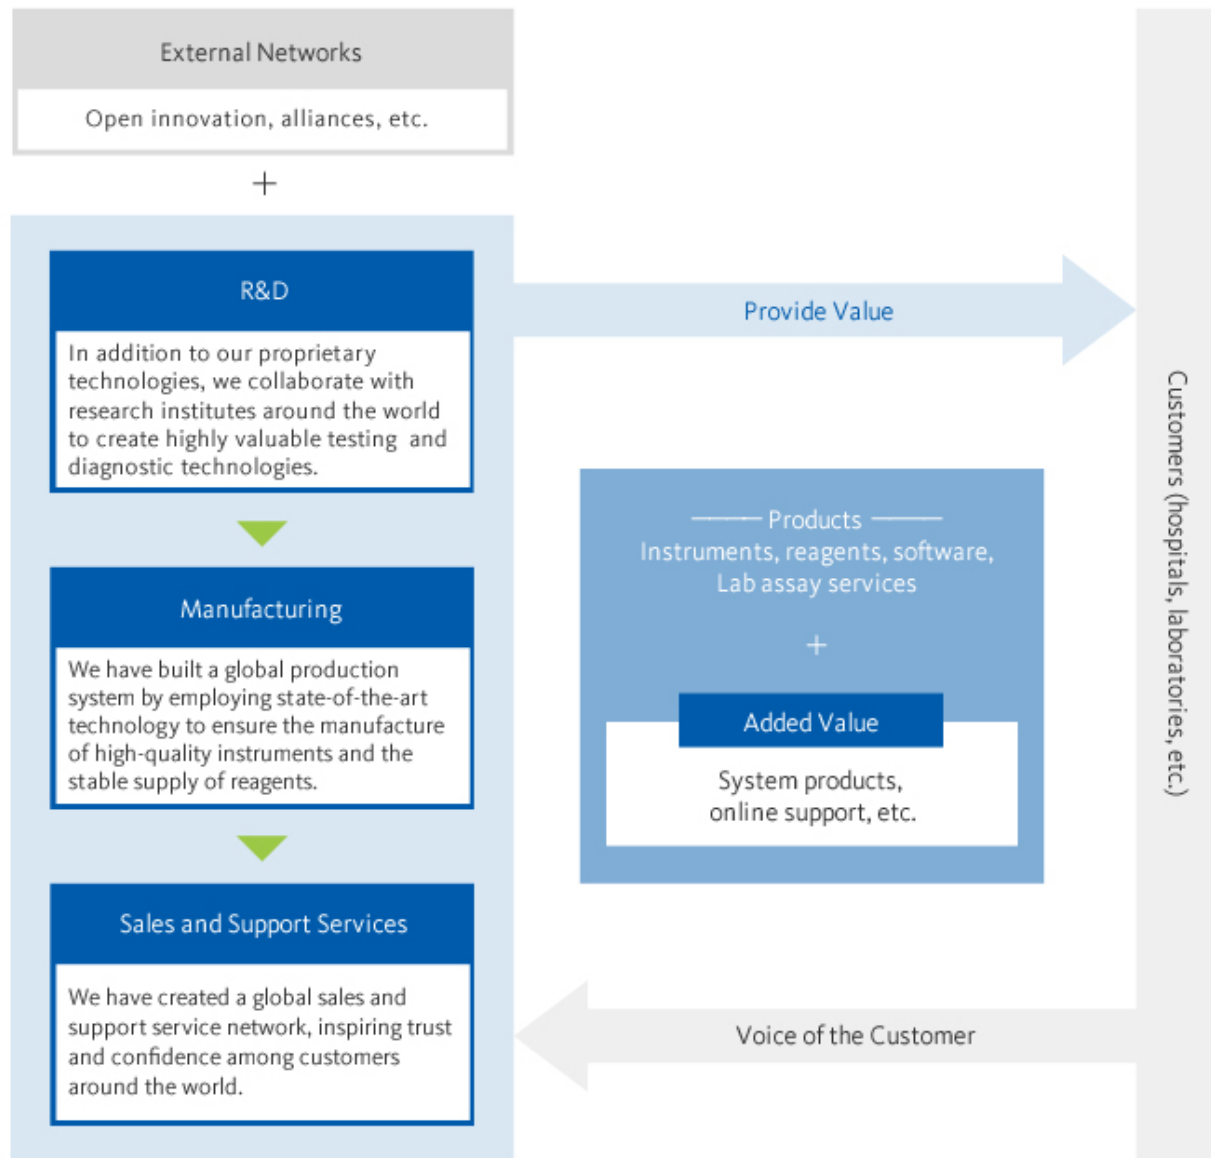 External Networks
Open innovation, alliances, etc.
+
R&D
In addition to our proprietary
technologies, we collaborate with
research institutes around the world
to create highly valuable testing and
diagnostic technologies.
Manufacturing
We have built a global production
system by employing state-of-the-art
technology to ensure the manufacture
of high-quality instruments and the
stable supply of reagents.
Sales and Support Services
We have created a global sales and
support service network, inspiring trust
and confidence among customers
around the world.
Provide Value
Products
Instruments, reagents, software,
Lab assay services
+
Added Value
System products,
online support, etc.
Voice of the Customer
Customers (hospitals, laboratories, etc.)